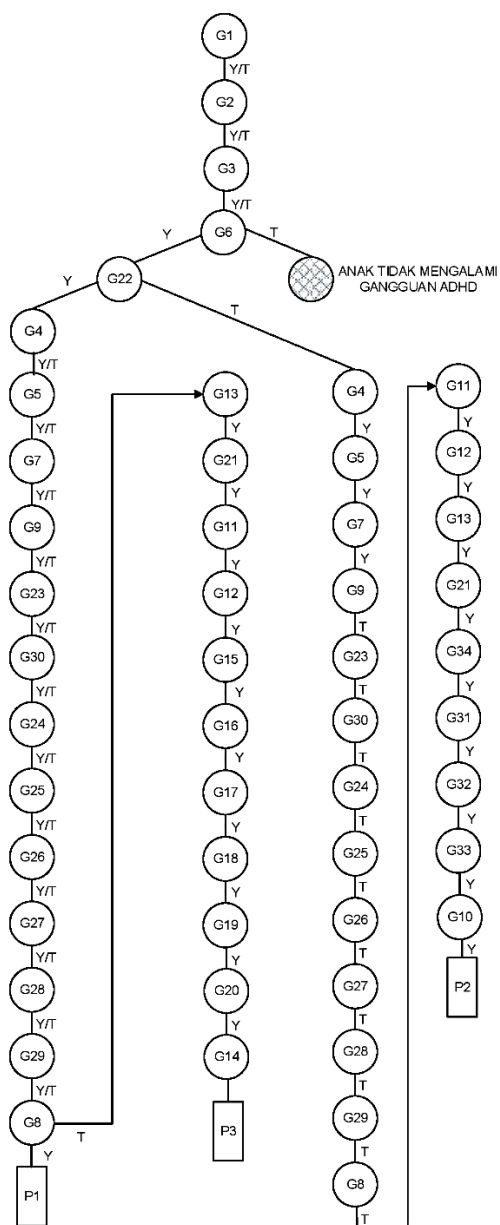 G1
Y/T
G2
Y/T
G3
Y/T
G6
Y
T
ANAK TIDAK MENGALAMI
GANGGUAN ADHD
G22
Y
T
G4
Y/T
G5
Y/T
G7
Y/T
G9
Y/T
G23
Y/T
G30
Y/T
G24
Y/T
G25
Y/T
G26
Y/T
G27
Y/T
G28
Y/T
G29
Y/T
G8
T
Y
P1
G13
Y
G21
Y
G11
Y
G12
Y
G15
Y
G16
Y
G17
Y
G18
Y
G19
Y
G20
Y
G14
P3
G4
Y
G5
Y
G7
Y
G9
T
G23
T
G30
T
G24
T
G25
T
G26
T
G27
T
G28
T
G29
T
G8
T
G11
Y
G12
Y
G13
Y
G21
Y
G34
Y
G31
Y
G32
Y
G33
Y
G10
Y
P2